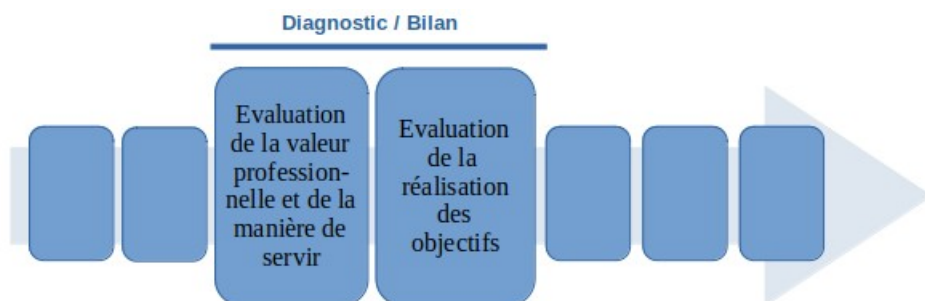 Diagnostic / Bilan
Evaluation
de la valeur
profession-
nelle et de la
manière de
servir
Evaluation
de la
réalisation
des
objectifs